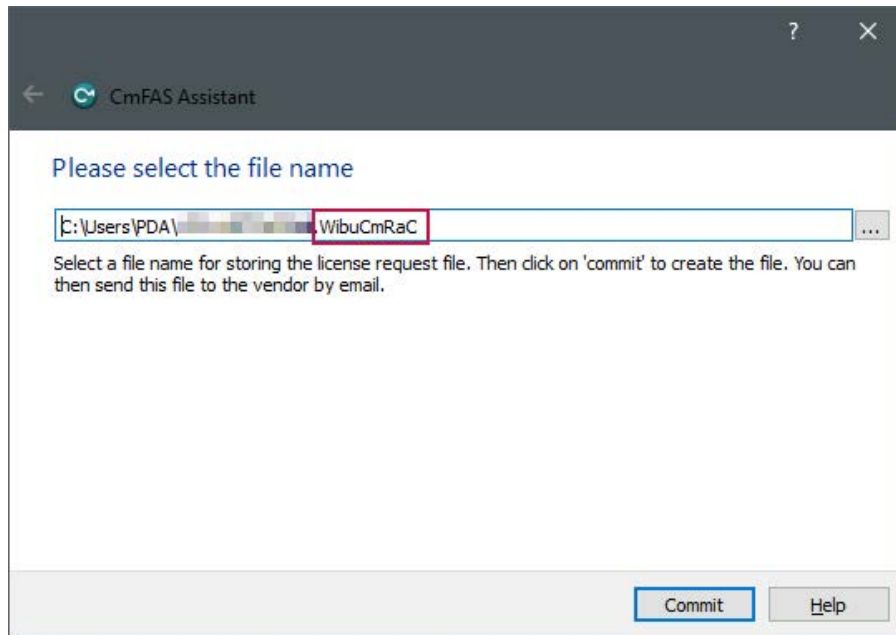 ?
CmFAS Assistant
Please select the file name
C:\Users\PDA\ .WibuCmRaC
...
Select a file name for storing the license request file. Then click on 'commit' to create the file. You can
then send this file to the vendor by email.
Commit Help